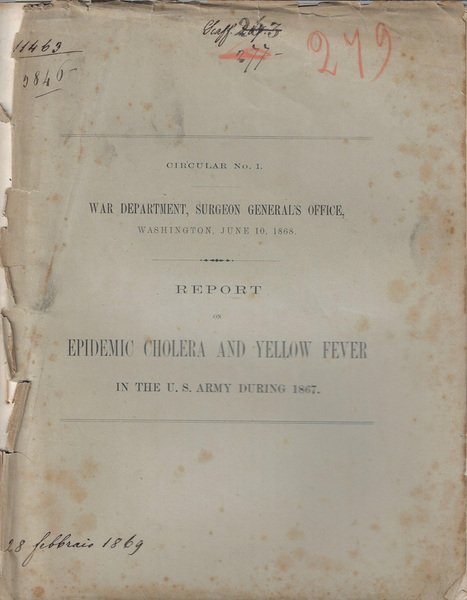 11463
9846
277
279
CIRCULAR No. 1.
WAR DEPARTMENT, SURGEON GENERAL'S OFFICE,
WASHINGTON, JUNE 10, 1868.
REPORT
ON
EPIDEMIC CHOLERA AND YELLOW FEVER
IN THE U. S. ARMY DURING 1867.
28 febbraio 1869